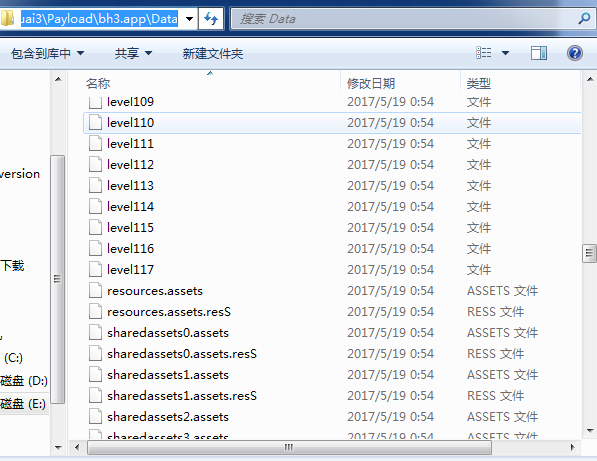 uai3\Payload\bh3.app\Data
搜索 Data
包含到库中 共享 新建文件夹
名称 修改日期 类型
level109 2017/5/19 0:54 文件
level110 2017/5/19 0:54 文件
level111 2017/5/19 0:54 文件
level112 2017/5/19 0:54 文件
level113 2017/5/19 0:54 文件
version
level114 2017/5/19 0:54 文件
level115 2017/5/19 0:54 文件
level116 2017/5/19 0:54 文件
下载
level117 2017/5/19 0:54 文件
resources.assets 2017/5/19 0:54 ASSETS 文件
resources.assets.resS 2017/5/19 0:54 RESS 文件
sharedassets0.assets 2017/5/19 0:54 ASSETS 文件
(C:)
sharedassets0.assets.resS 2017/5/19 0:54 RESS 文件
磁盘 (D:)
sharedassets1.assets 2017/5/19 0:54 ASSETS 文件
磁盘 (E:)
sharedassets1.assets.resS 2017/5/19 0:54 RESS 文件
sharedassets2.assets 2017/5/19 0:54 ASSETS 文件
sharedassets3.assets 2017/5/19 0:54 ASSETS 文件